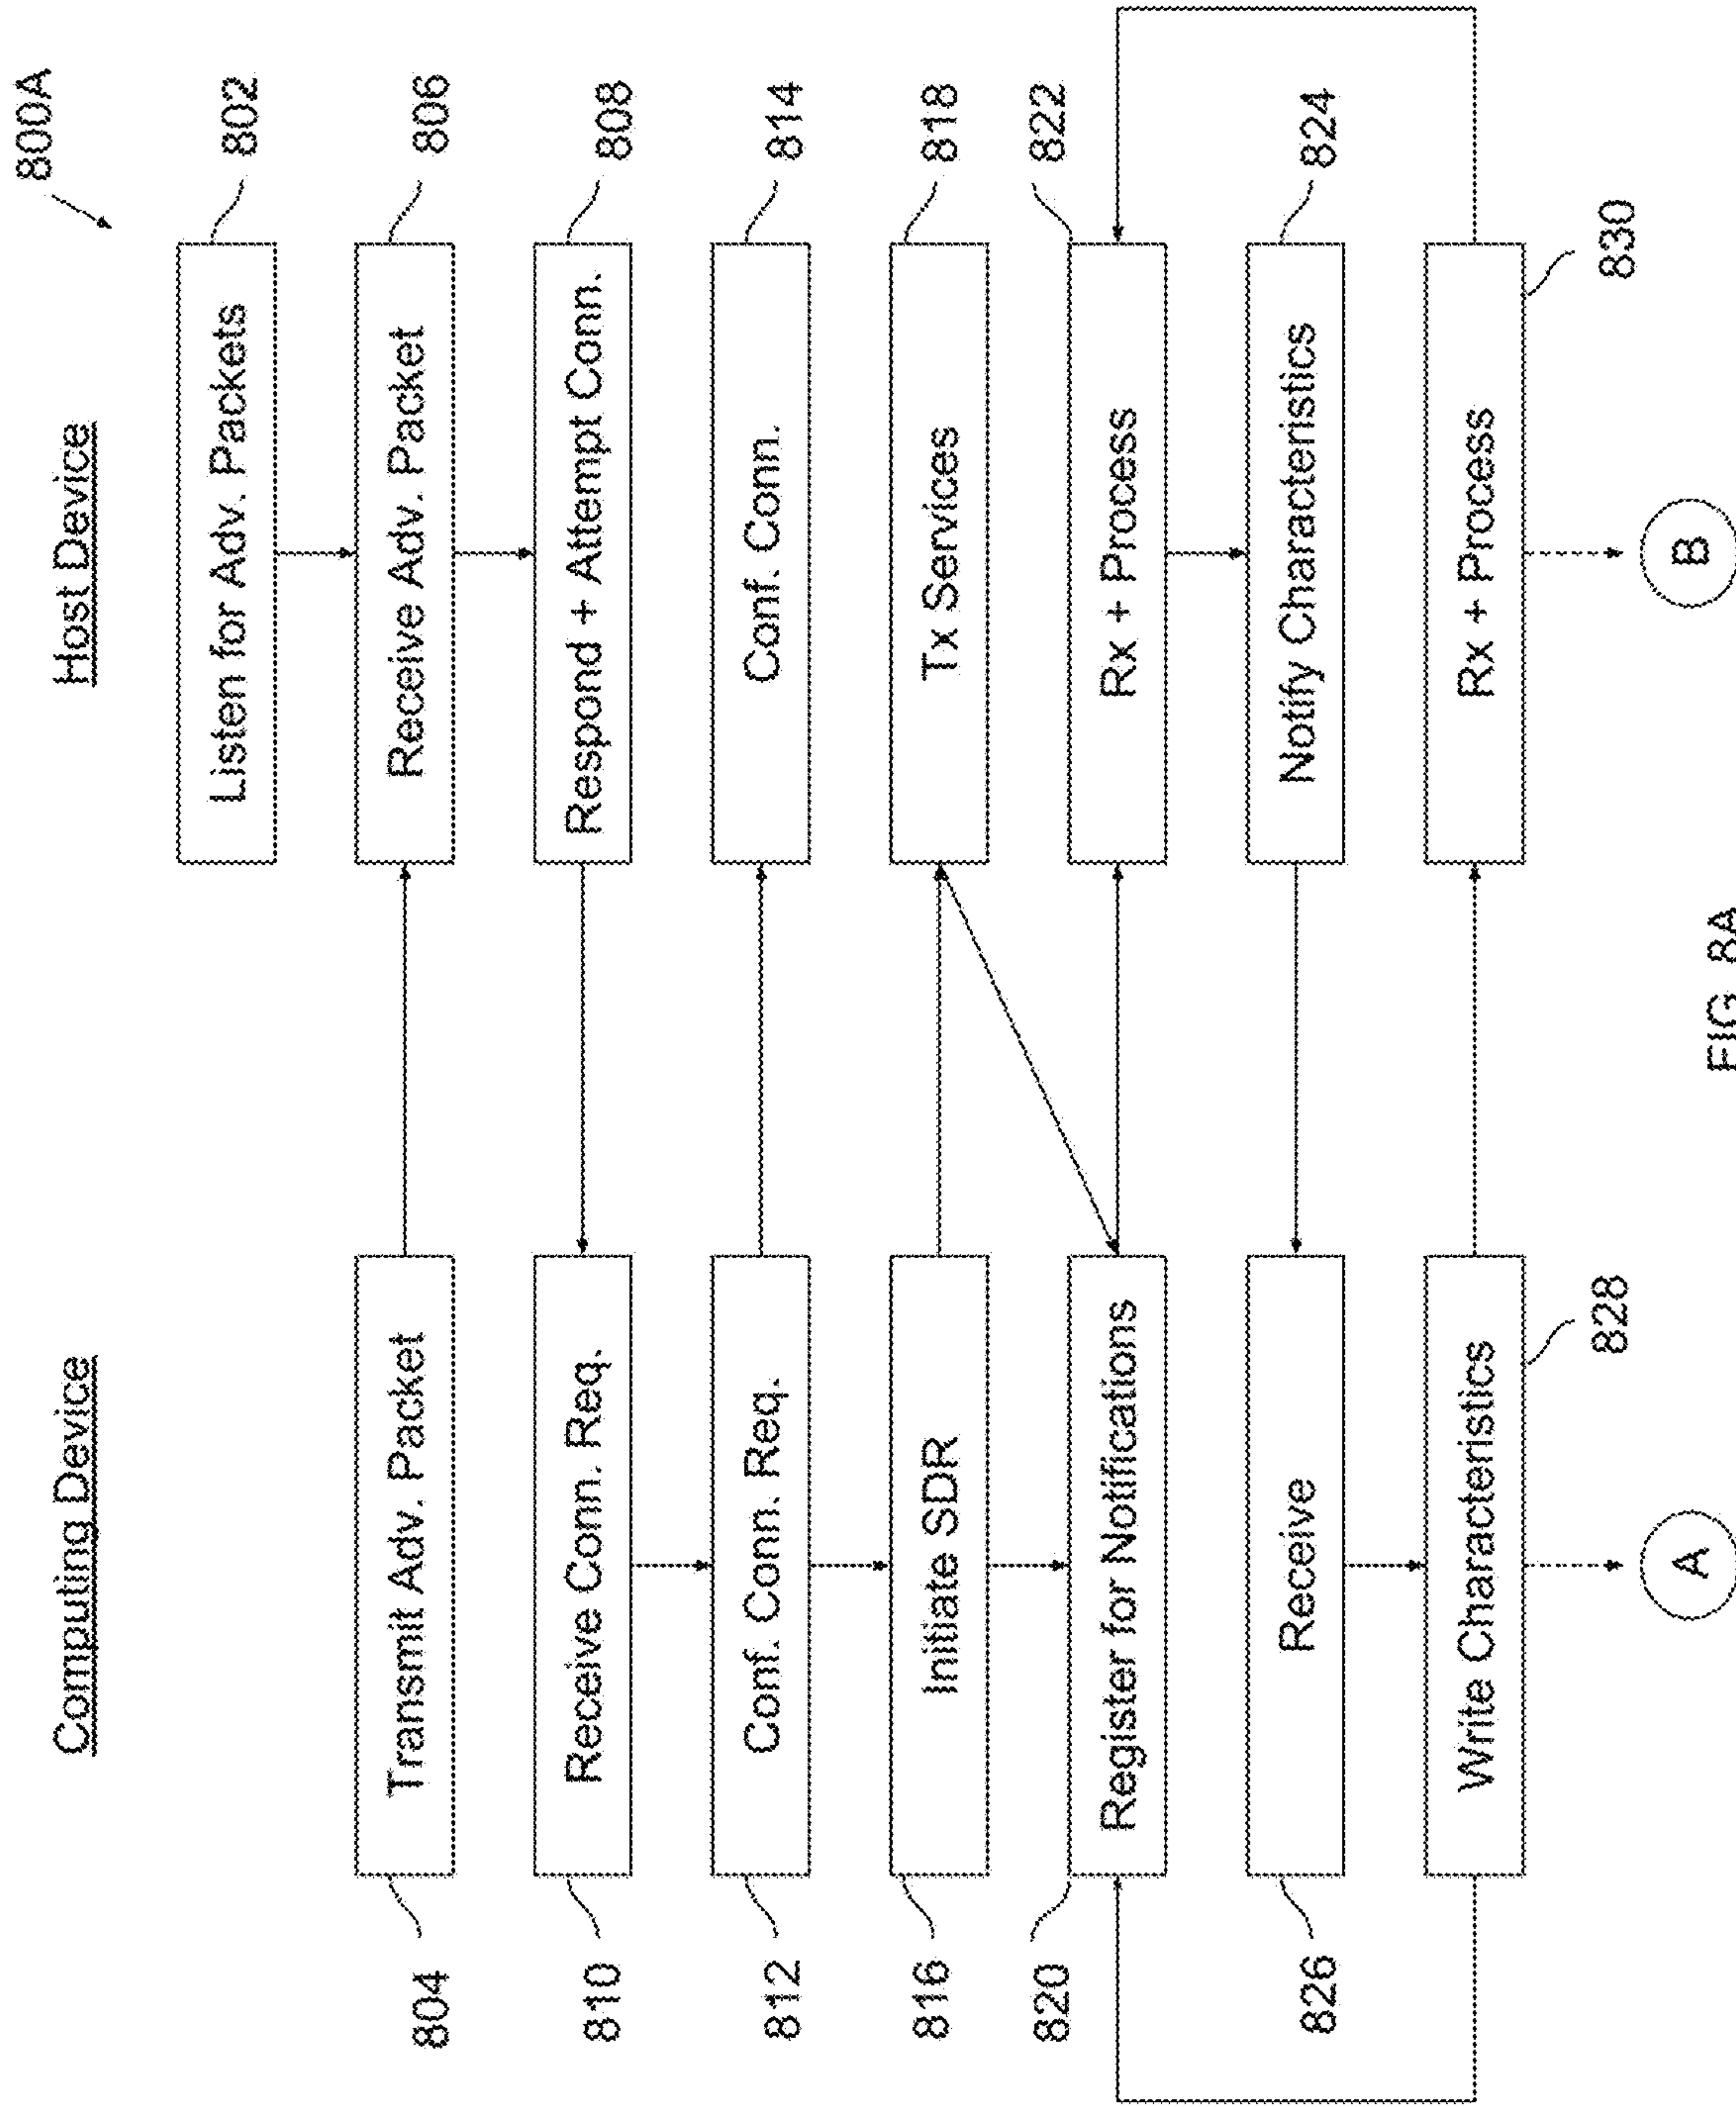 800A
Computing Device
Host Device
Listen for Adv. Packets
802
804
Transmit Adv. Packet
Receive Adv. Packet
806
810
Receive Conn. Req.
Respond + Attempt Conn.
808
812
Conf. Conn. Req.
Conf. Conn.
814
816
Initiate SDR
Tx Services
818
820
Register for Notifications
Rx + Process
822
826
Receive
Notify Characteristics
824
Write Characteristics
828
Rx + Process
830
A
B
FIG. 8A